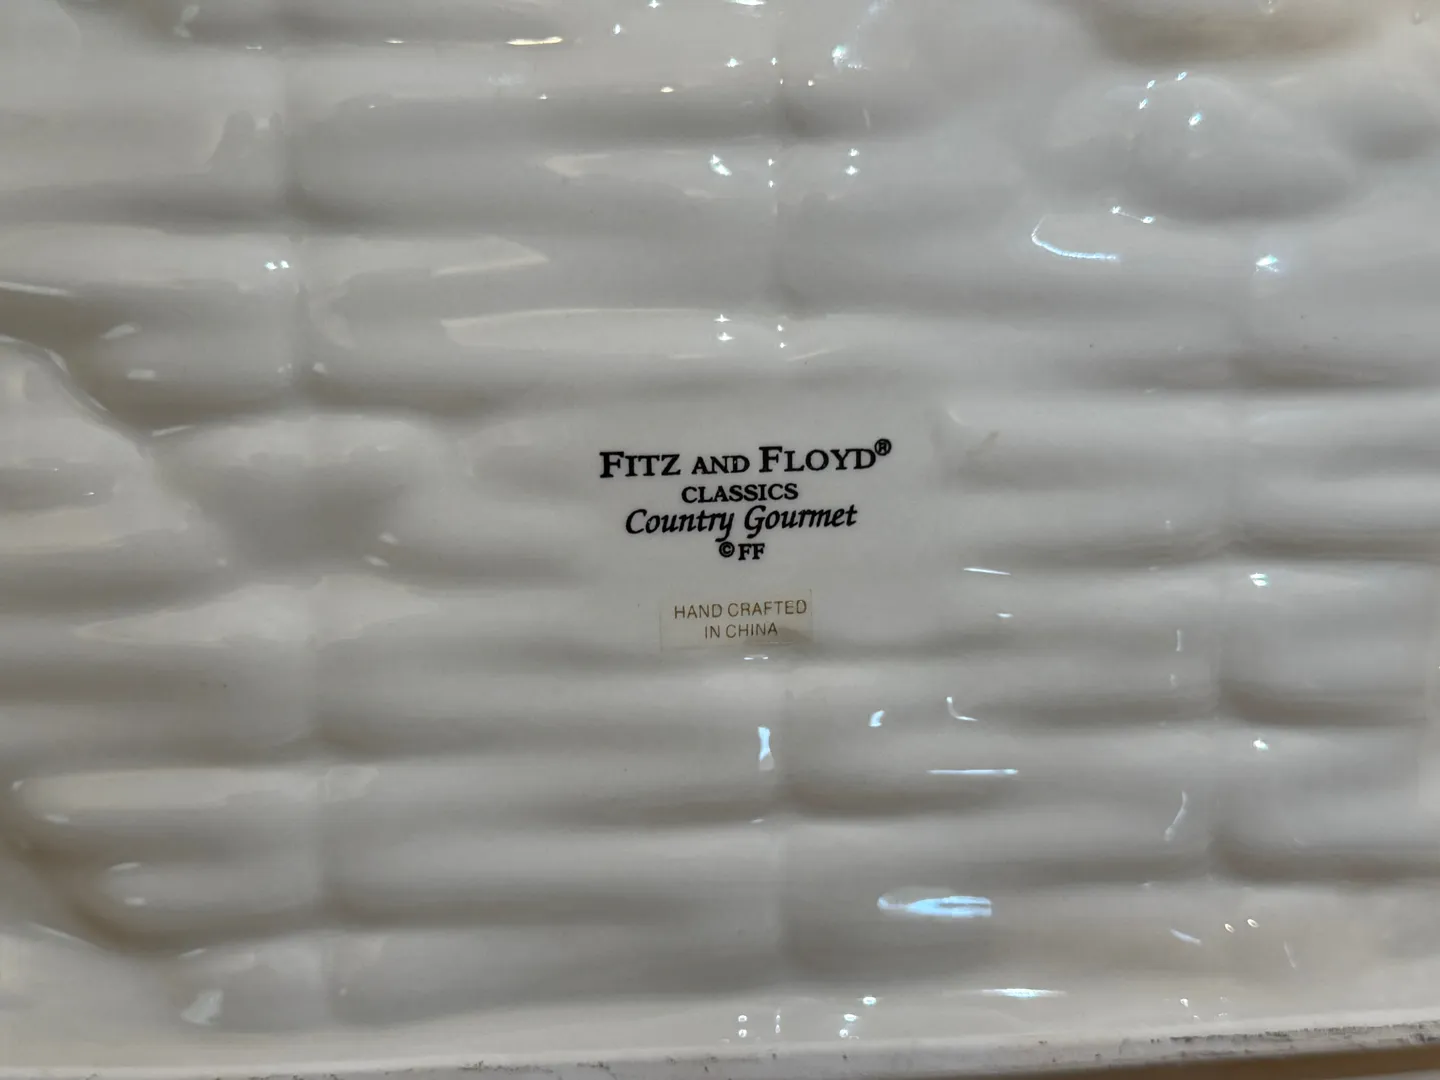 FITZ AND FLOYD®
CLASSICS
Country Gourmet
© FF
HAND CRAFTED
IN CHINA